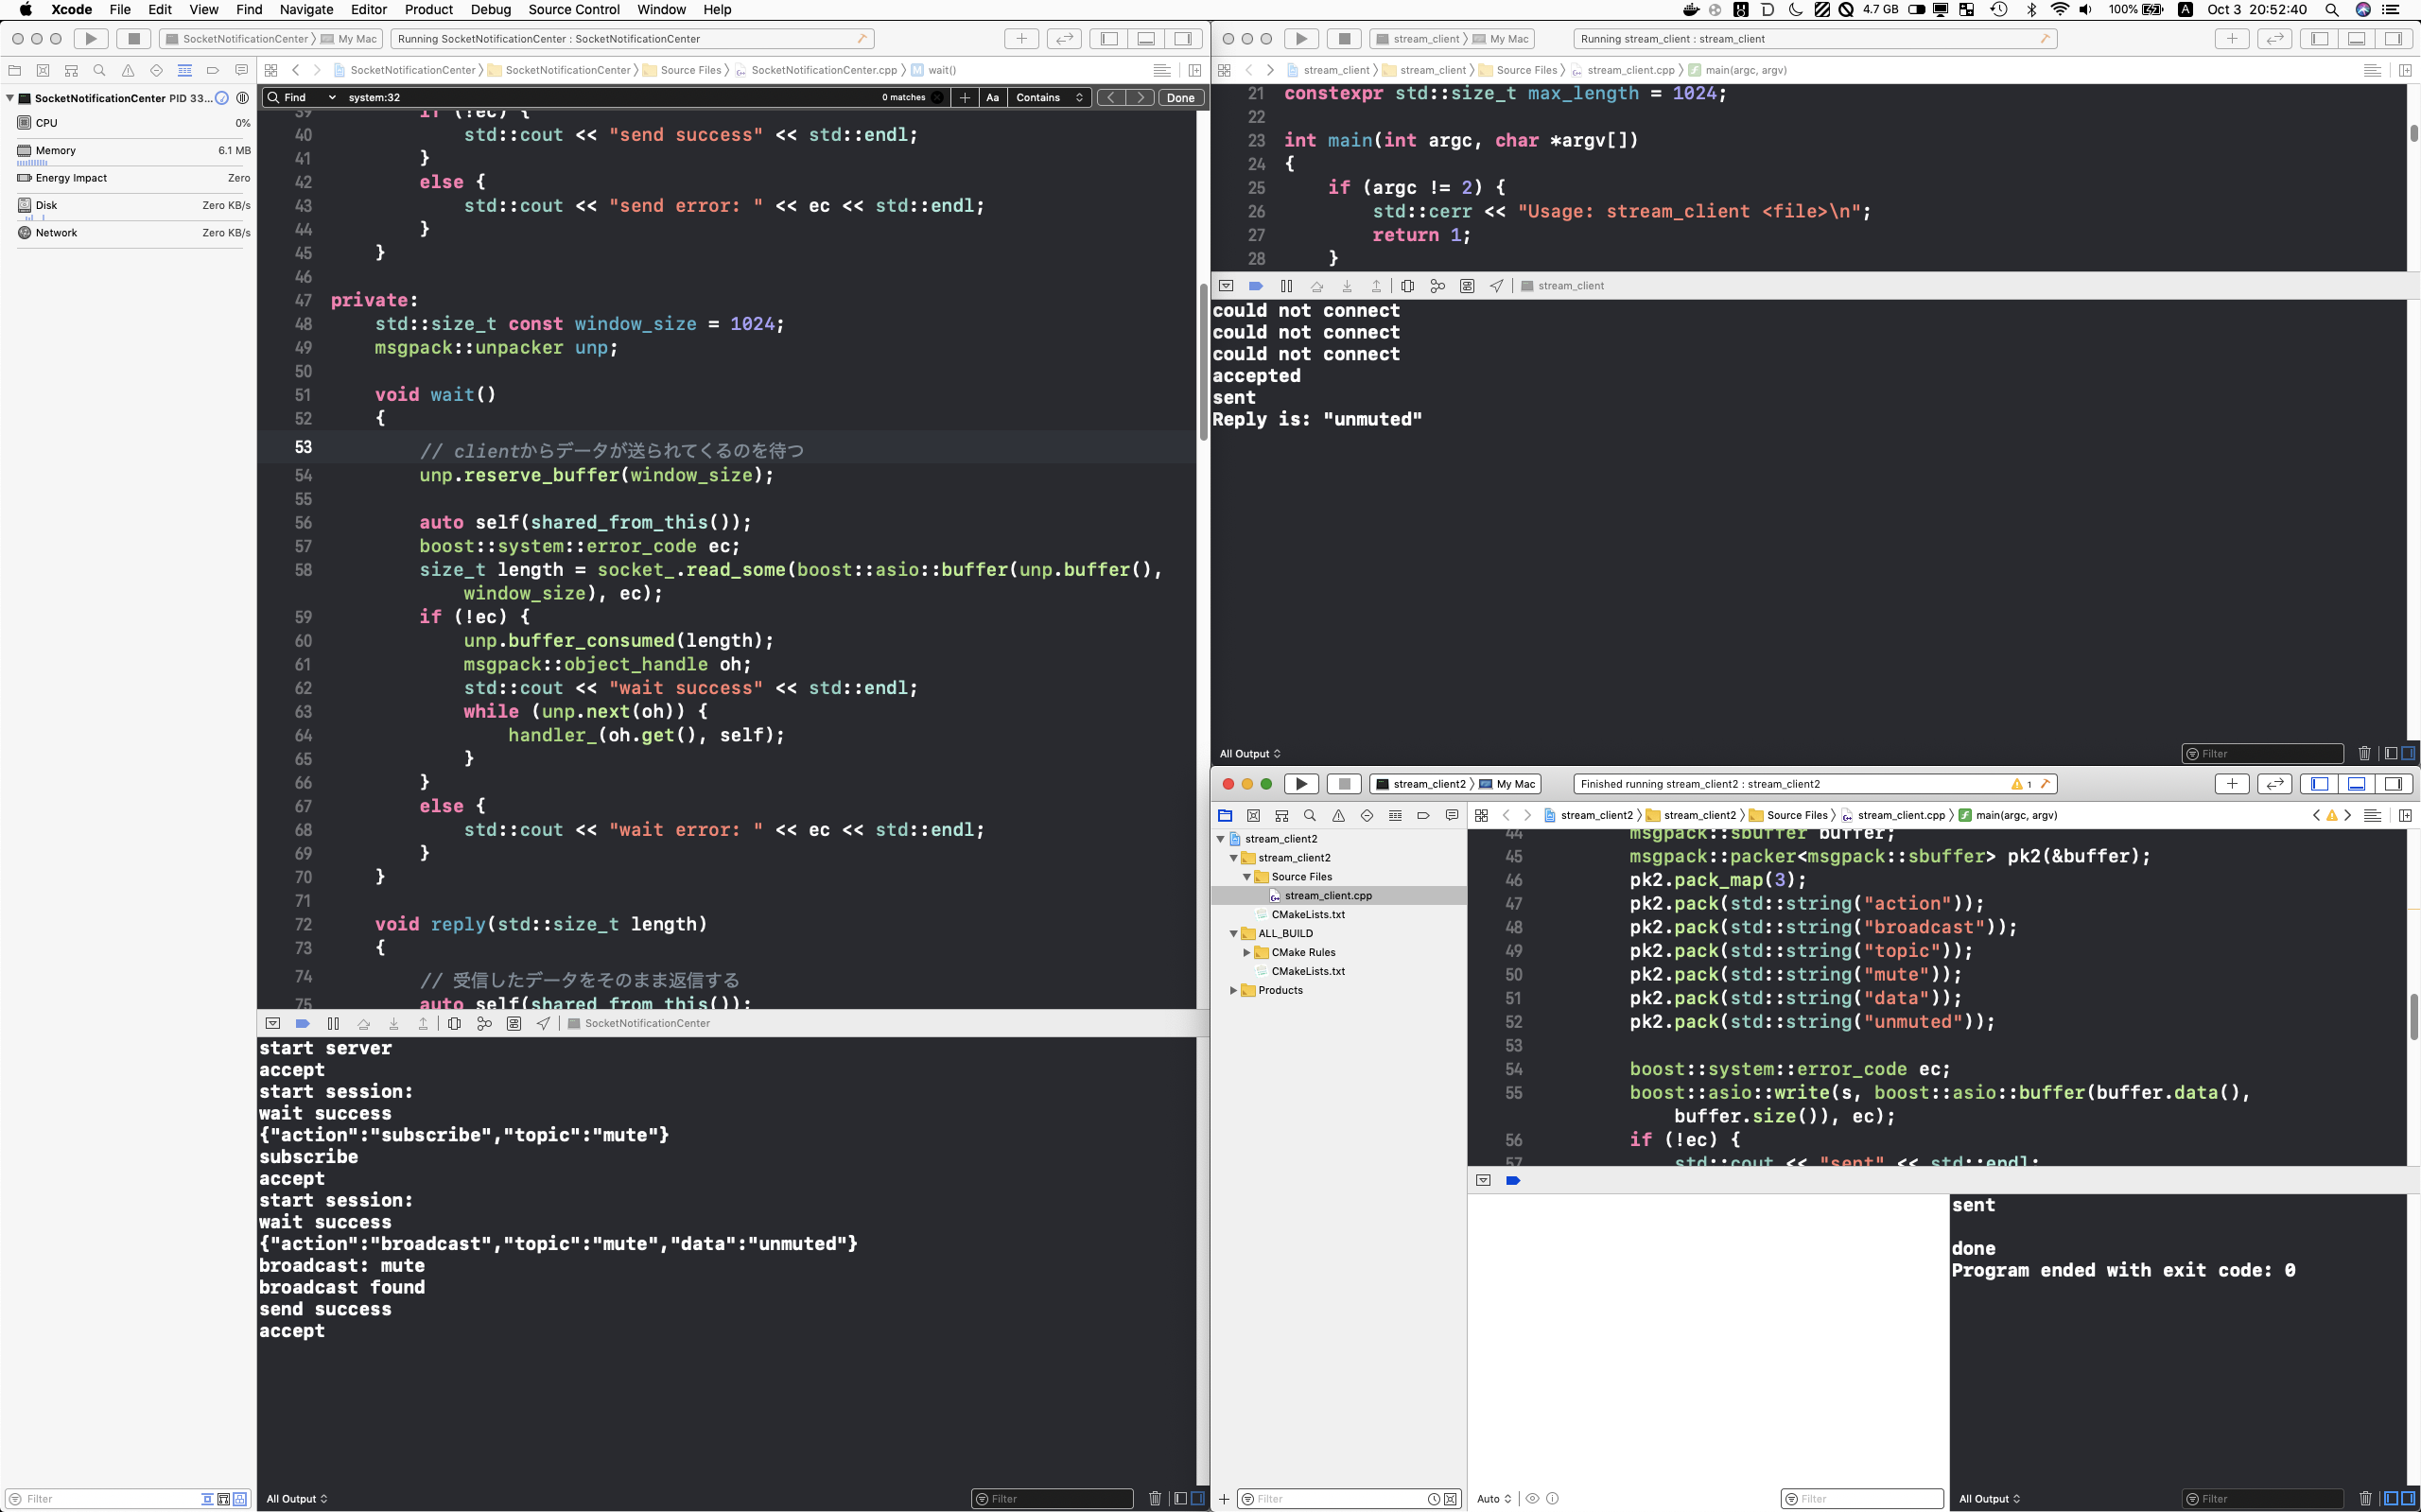 Xcode File Edit View Find Navigate Editor Product Debug Source Control Window Help
4.7 GB 100% A Oct 3 20:52:40
SocketNotificationCenter 〉 My Mac Running SocketNotificationCenter : SocketNotificationCenter
SocketNotificationCenter 〉 SocketNotificationCenter 〉 Source Files 〉 SocketNotificationCenter.cpp 〉 M wait()
SocketNotificationCenter PID 33...
CPU 0%
Memory 6.1 MB
Energy Impact Zero
Disk Zero KB/s
Network Zero KB/s
Filter
Find system:32 0 matches Aa Contains Done
39 if (!ec) {
40 std::cout << "send success" << std::endl;
41 }
42 else {
43 std::cout << "send error: " << ec << std::endl;
44 }
45 }
46
47 private:
48 std::size_t const window_size = 1024;
49 msgpack::unpacker unp;
50
51 void wait()
52 {
53 // clientからデータが送られてくるのを待つ
54 unp.reserve_buffer(window_size);
55
56 auto self(shared_from_this());
57 boost::system::error_code ec;
58 size_t length = socket_.read_some(boost::asio::buffer(unp.buffer(),
window_size), ec);
59 if (!ec) {
60 unp.buffer_consumed(length);
61 msgpack::object_handle oh;
62 std::cout << "wait success" << std::endl;
63 while (unp.next(oh)) {
64 handler_(oh.get(), self);
65 }
66 }
67 else {
68 std::cout << "wait error: " << ec << std::endl;
69 }
70 }
71
72 void reply(std::size_t length)
73 {
74 // 受信したデータをそのまま返信する
75 auto self(shared_from_this());
SocketNotificationCenter
start server
accept
start session:
wait success
{"action":"subscribe","topic":"mute"}
subscribe
accept
start session:
wait success
{"action":"broadcast","topic":"mute","data":"unmuted"}
broadcast: mute
broadcast found
send success
accept
All Output Filter
stream_client 〉 My Mac Running stream_client : stream_client
stream_client 〉 stream_client 〉 Source Files 〉 stream_client.cpp 〉 f main(argc, argv)
21 constexpr std::size_t max_length = 1024;
22
23 int main(int argc, char *argv[])
24 {
25 if (argc != 2) {
26 std::cerr << "Usage: stream_client <file>\n";
27 return 1;
28 }
stream_client
could not connect
could not connect
could not connect
accepted
sent
Reply is: "unmuted"
All Output Filter
stream_client2 〉 My Mac Finished running stream_client2 : stream_client2 1
stream_client2 〉 stream_client2 〉 Source Files 〉 stream_client.cpp 〉 f main(argc, argv)
stream_client2
stream_client2
Source Files
stream_client.cpp
CMakeLists.txt
ALL_BUILD
CMake Rules
CMakeLists.txt
Products
Filter
44 msgpack::sbuffer buffer;
45 msgpack::packer<msgpack::sbuffer> pk2(&buffer);
46 pk2.pack_map(3);
47 pk2.pack(std::string("action"));
48 pk2.pack(std::string("broadcast"));
49 pk2.pack(std::string("topic"));
50 pk2.pack(std::string("mute"));
51 pk2.pack(std::string("data"));
52 pk2.pack(std::string("unmuted"));
53
54 boost::system::error_code ec;
55 boost::asio::write(s, boost::asio::buffer(buffer.data(),
buffer.size()), ec);
56 if (!ec) {
57 std::cout << "sent" << std::endl;
sent
done
Program ended with exit code: 0
Auto Filter
All Output Filter